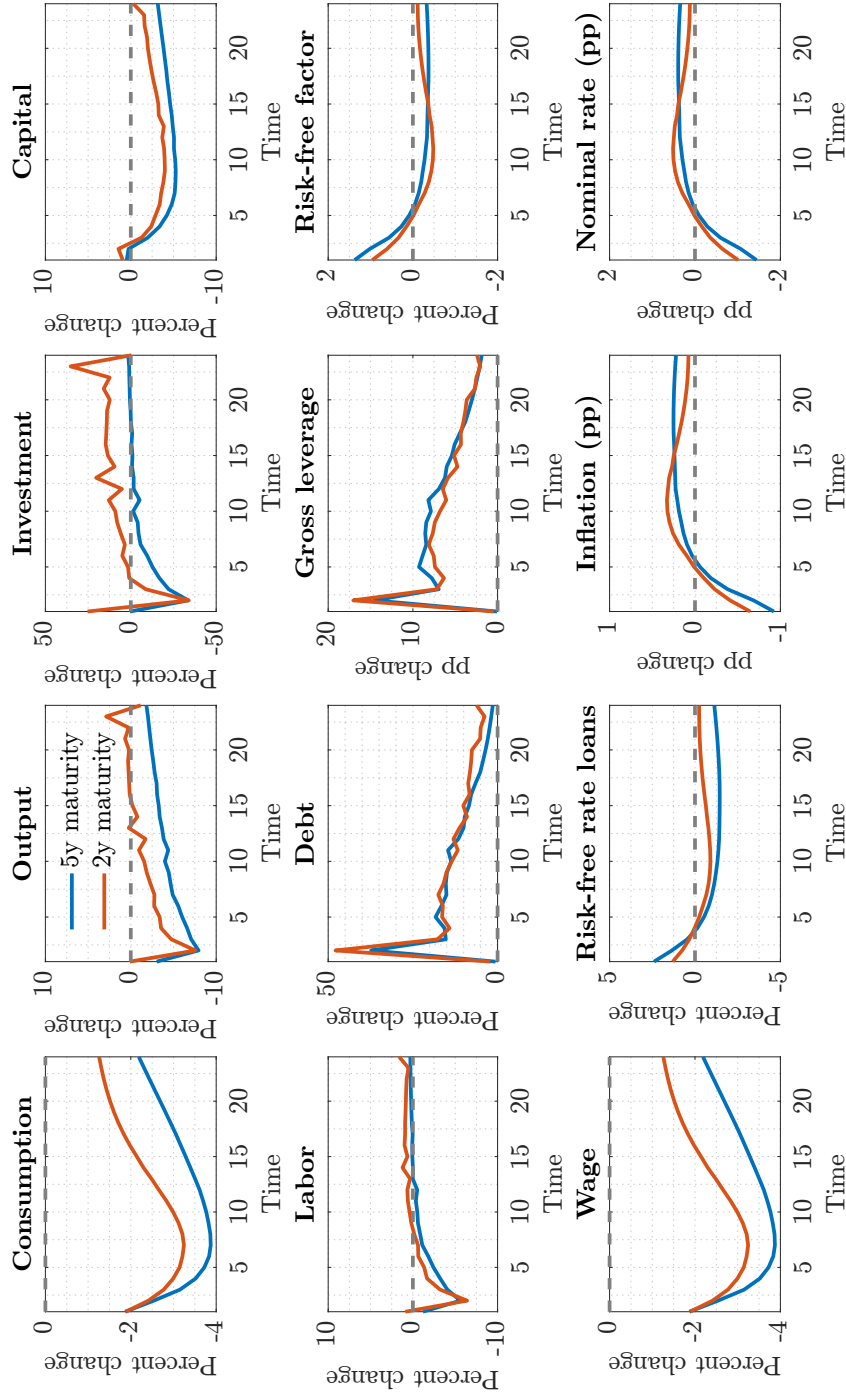 Consumption
Percent change
0
-2
-4
5 10 15 20
Time
Output
Percent change
10
0
-10
5y maturity
2y maturity
5 10 15 20
Time
Investment
Percent change
50
0
-50
5 10 15 20
Time
Capital
Percent change
10
0
-10
5 10 15 20
Time
Labor
Percent change
10
0
-10
5 10 15 20
Time
Debt
Percent change
50
0
5 10 15 20
Time
Gross leverage
pp change
20
10
0
5 10 15 20
Time
Risk-free factor
Percent change
2
0
-2
5 10 15 20
Time
Wage
Percent change
0
-2
-4
5 10 15 20
Time
Risk-free rate loans
Percent change
5
0
-5
5 10 15 20
Time
Inflation (pp)
pp change
1
0
-1
5 10 15 20
Time
Nominal rate (pp)
pp change
2
0
-2
5 10 15 20
Time